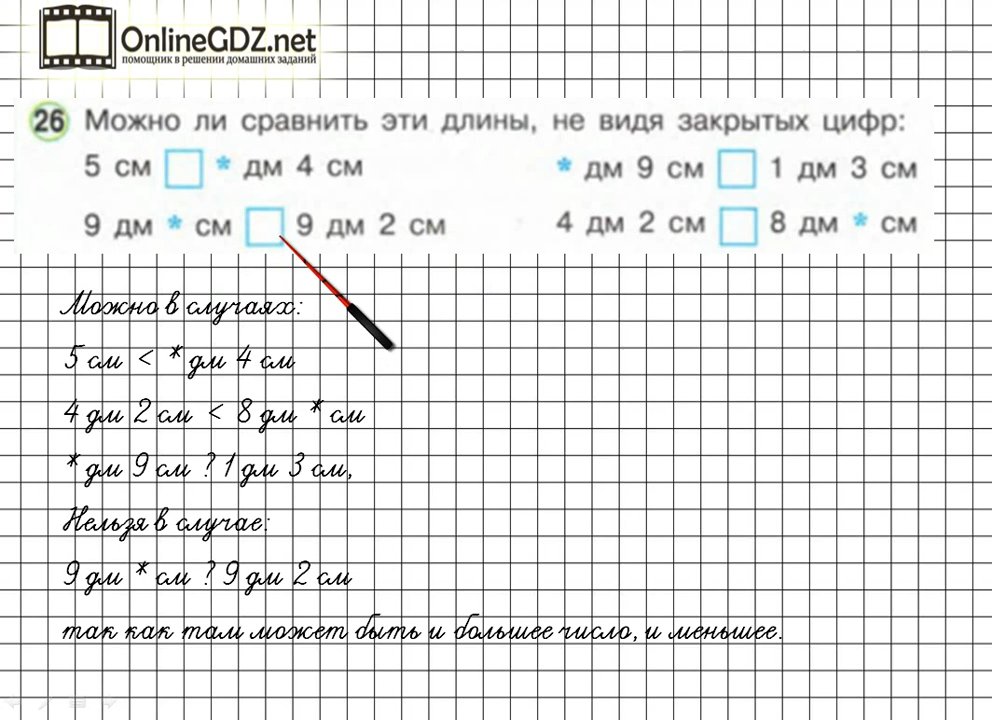 OnlineGDZ.net
помощник в решении домашних заданий
26 Можно ли сравнить эти длины, не видя закрытых цифр:
5 см □ * дм 4 см
* дм 9 см □ 1 дм 3 см
9 дм * см □ 9 дм 2 см
4 дм 2 см □ 8 дм * см
Можно в случаях:
5 см < * дм 4 см
4 дм 2 см < 8 дм * см
* дм 9 см ? 1 дм 3 см,
Нельзя в случае:
9 дм * см ? 9 дм 2 см
так как там может быть и большее число, и меньшее.